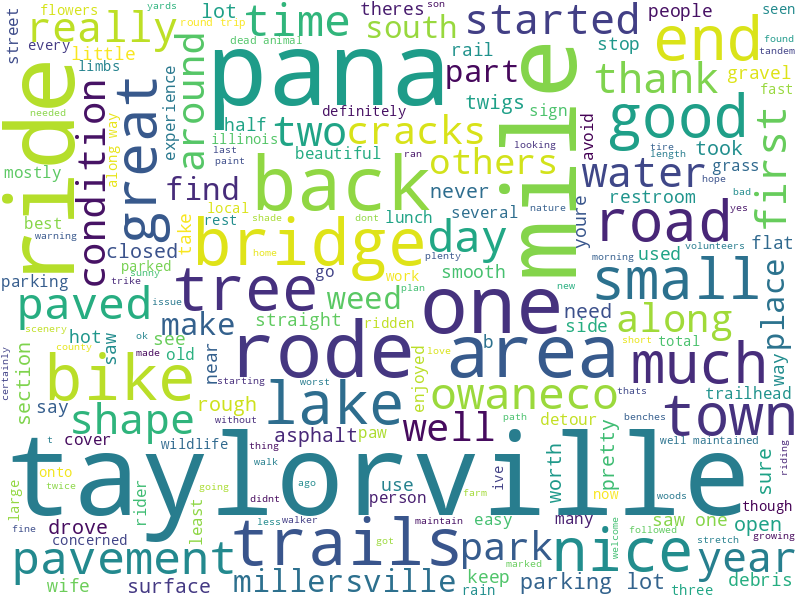 yards
flowers
round trip
lot
time
theres
son
started
people
seen
street
really
dead animal
south
rail
stop
end
found
tandem
every
little
pana
mile
part
thank
gravel
fast
limbs
ride
great
experience
around
definitely
twigs
sign
avoid
good
needed
along way
half
illinois
two
cracks
looking
took
tire
length
first
last
paint
beautiful
ran
others
water
grass
hope
bad
mostly
condition
find
back
never
restroom
yes
local
shade
dont
lunch
several
youre
road
nature
volunteers
best
take
rest
bridge
day
used
flat
warning
closed
home
plenty
smooth
morning
place
parking
parked
sunny
trike
tree
go
work
one
small
new
issue
paved
weed
plan
need
along
scenery
make
straight
ridden
side
short
total
ok
county
hot
saw
see
near
rode
b
area
much
way
certainly
made
old
bike
starting
worst
enjoyed
love
thats
trailhead
section
say
rough
without
lake
owaneco
path
benches
town
shape
asphalt
paw
well
detour
t
cover
wildlife
thing
worth
pretty
well maintained
riding
onto
twice
taylorville
walk
ive
woods
sure
large
going
didnt
ago
use
person
farm
now
fine
drove
rider
least
less
walker
maintain
easy
many
welcome
saw one
followed
open
though
growing
concerned
trails
got
park
nice
stretch
year
pavement
marked
wife
surface
millersville
keep
rain
parking lot
three
debris